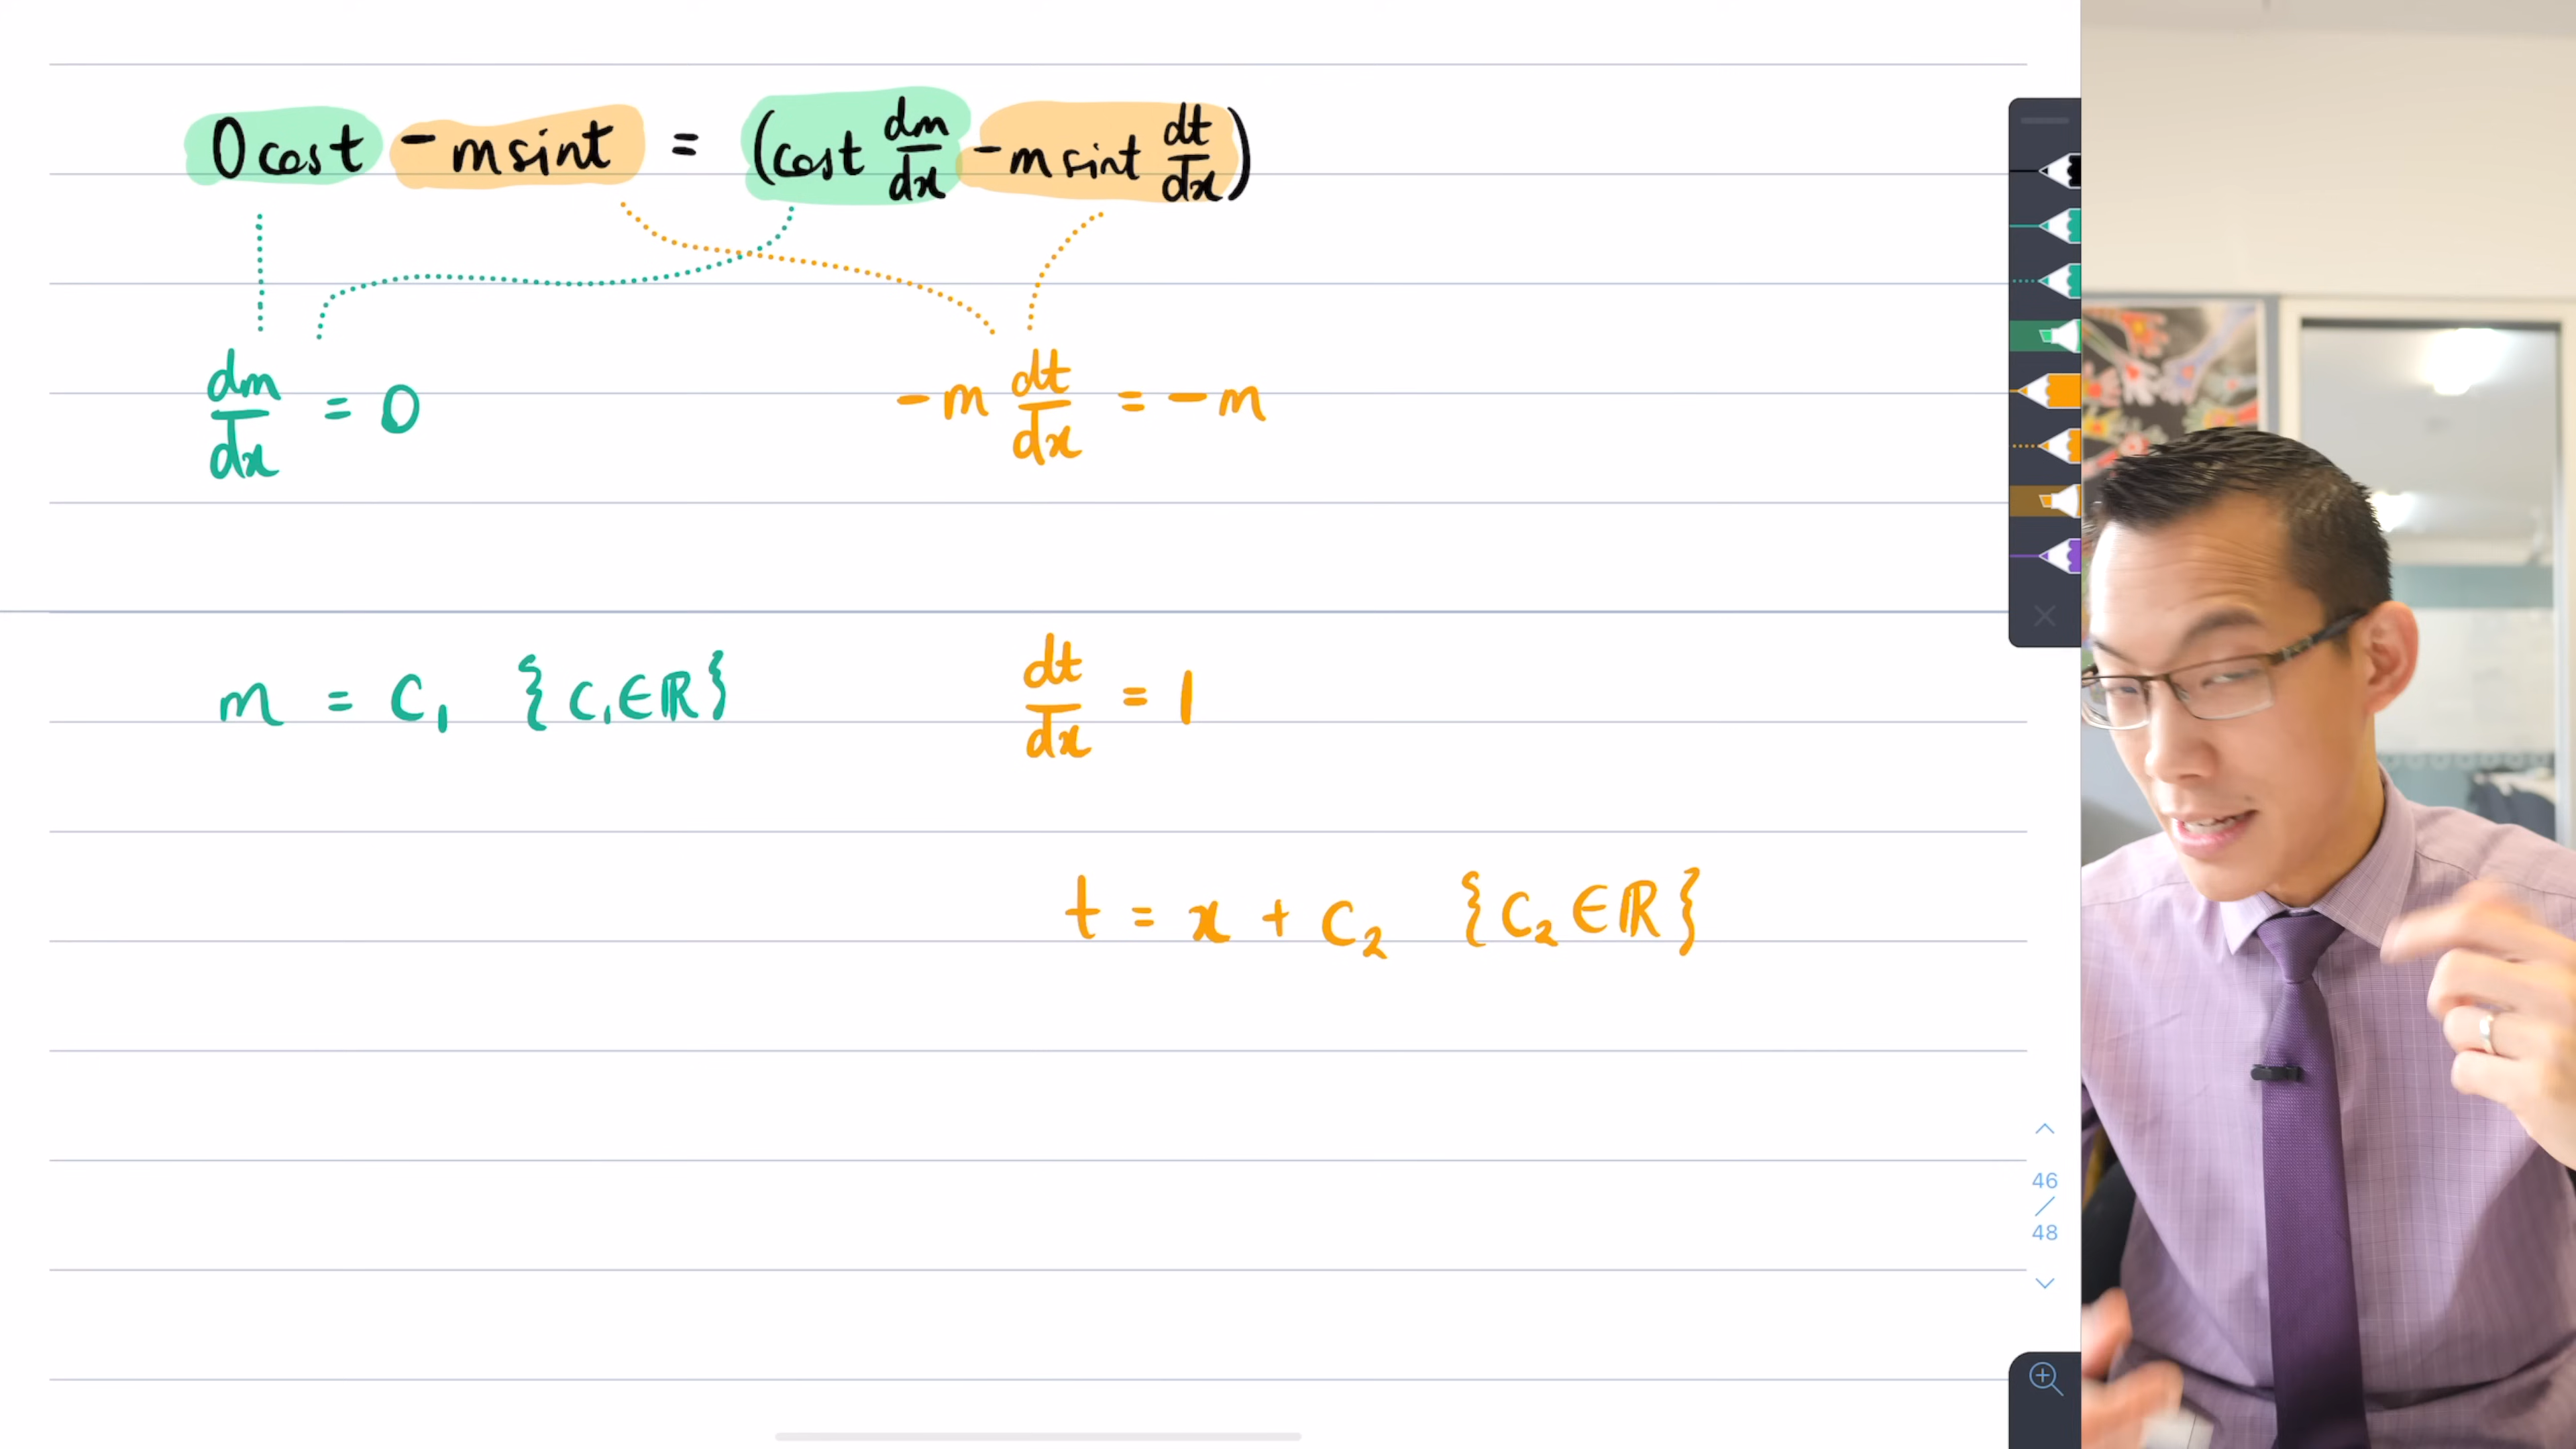 0cost - msint = (cost dm/dx - msint dt/dx)
dm/dx = 0
-m dt/dx = -m
m = C₁ {C₁∈ℝ}
dt/dx = 1
t = x + C₂ {C₂∈ℝ}
46
/
48